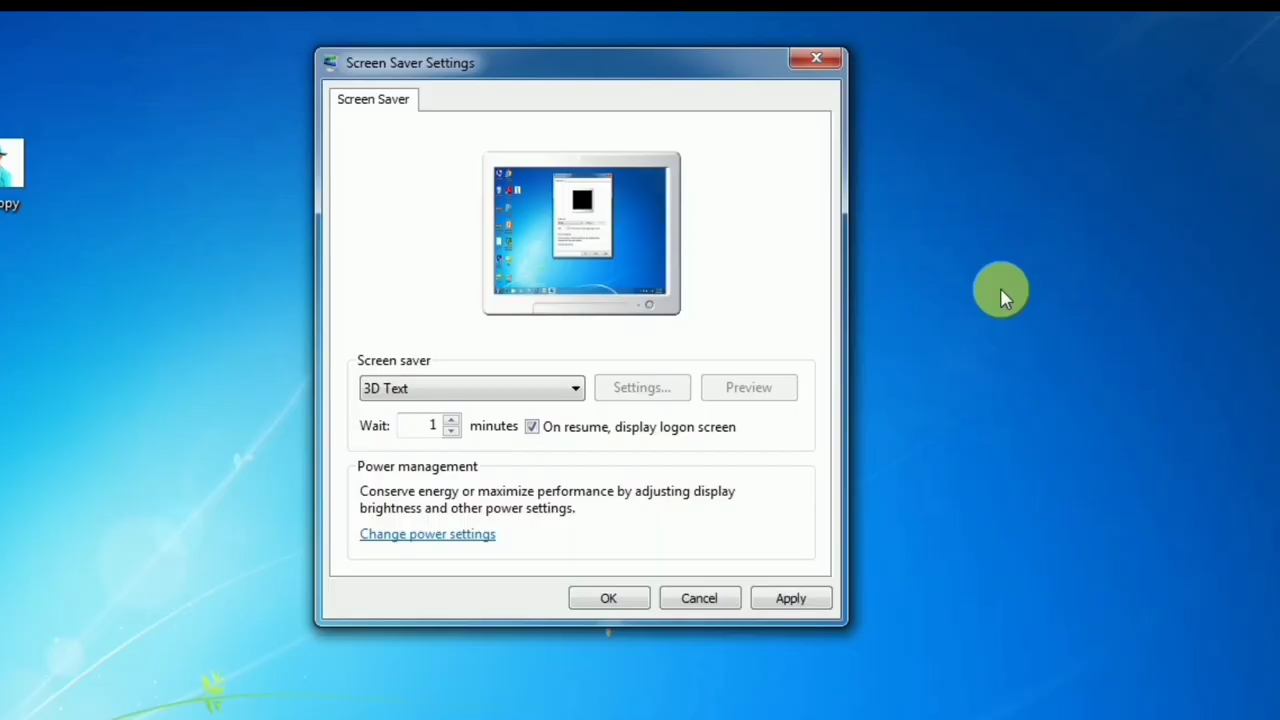 Screen Saver Settings
Screen Saver
opy
Screen saver
3D Text
Settings...
Preview
Wait:
1
minutes
On resume, display logon screen
Power management
Conserve energy or maximize performance by adjusting display
brightness and other power settings.
Change power settings
OK
Cancel
Apply